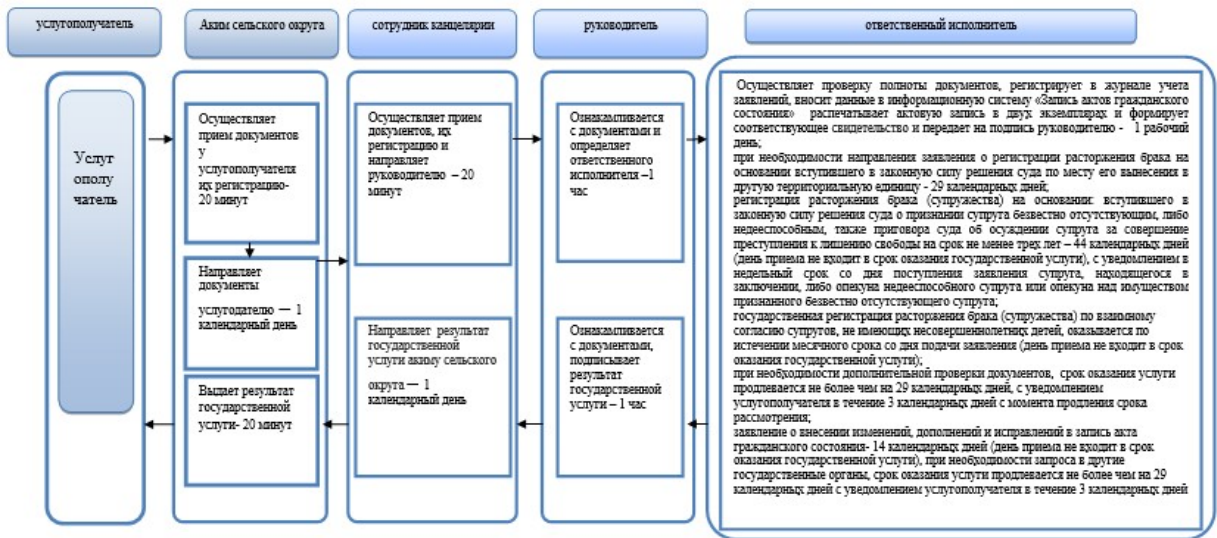 услугополучатель
Аким сельского округа
сотрудник канцелярии
руководитель
ответственный исполнитель
Услуг
ополу
чатель
Осуществляет
прием документов
у
услугополучателя
их регистрацию-
20 минут
Направляет
документы
услугодателю — 1
календарный день
Выдает результат
государственной
услуги- 20 минут
Осуществляет прием
документов, их
регистрацию и
направляет
руководителю – 20
минут
Направляет результат
государственной
услуги акиму сельского
округа — 1
календарный день
Ознакамливается
с документами и
определяет
ответственного
исполнителя –1
час
Ознакамливается
с документами,
подписывает
результат
государственной
услуги – 1 час
Осуществляет проверку полноты документов, регистрирует в журнале учета
заявлений, вносит данные в информационную систему «Запись актов гражданского
состояния» распечатывает актовую запись в двух экземплярах и формирует
соответствующее свидетельство и передает на подпись руководителю - 1 рабочий
день;
при необходимости направления заявления о регистрации расторжения брака на
основании вступившего в законную силу решения суда по месту его вынесения в
другую территориальную единицу - 29 календарных дней;
регистрация расторжения брака (супружества) на основании: вступившего в
законную силу решения суда о признании супруга безвестно отсутствующим, либо
недееспособным, также приговора суда об осуждении супруга за совершение
преступления к лишению свободы на срок не менее трех лет – 44 календарных дней
(день приема не входит в срок оказания государственной услуги), с уведомлением в
недельный срок со дня поступления заявления супруга, находящегося в
заключении, либо опекуна недееспособного супруга или опекуна над имуществом
признанного безвестно отсутствующего супруга;
государственная регистрация расторжения брака (супружества) по взаимному
согласию супругов, не имеющих несовершеннолетних детей, оказывается по
истечении месячного срока со дня подачи заявления (день приема не входит в срок
оказания государственной услуги);
при необходимости дополнительной проверки документов, срок оказания услуги
продлевается не более чем на 29 календарных дней, с уведомлением
услугополучателя в течение 3 календарных дней с момента продления срока
рассмотрения;
заявление о внесении изменений, дополнений и исправлений в запись акта
гражданского состояния- 14 календарных дней (день приема не входит в срок
оказания государственной услуги), при необходимости запроса в другие
государственные органы, срок оказания услуги продлевается не более чем на 29
календарных дней с уведомлением услугополучателя в течение 3 календарных дней